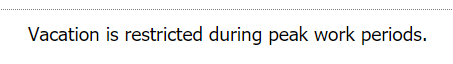 Vacation is restricted during peak work periods.